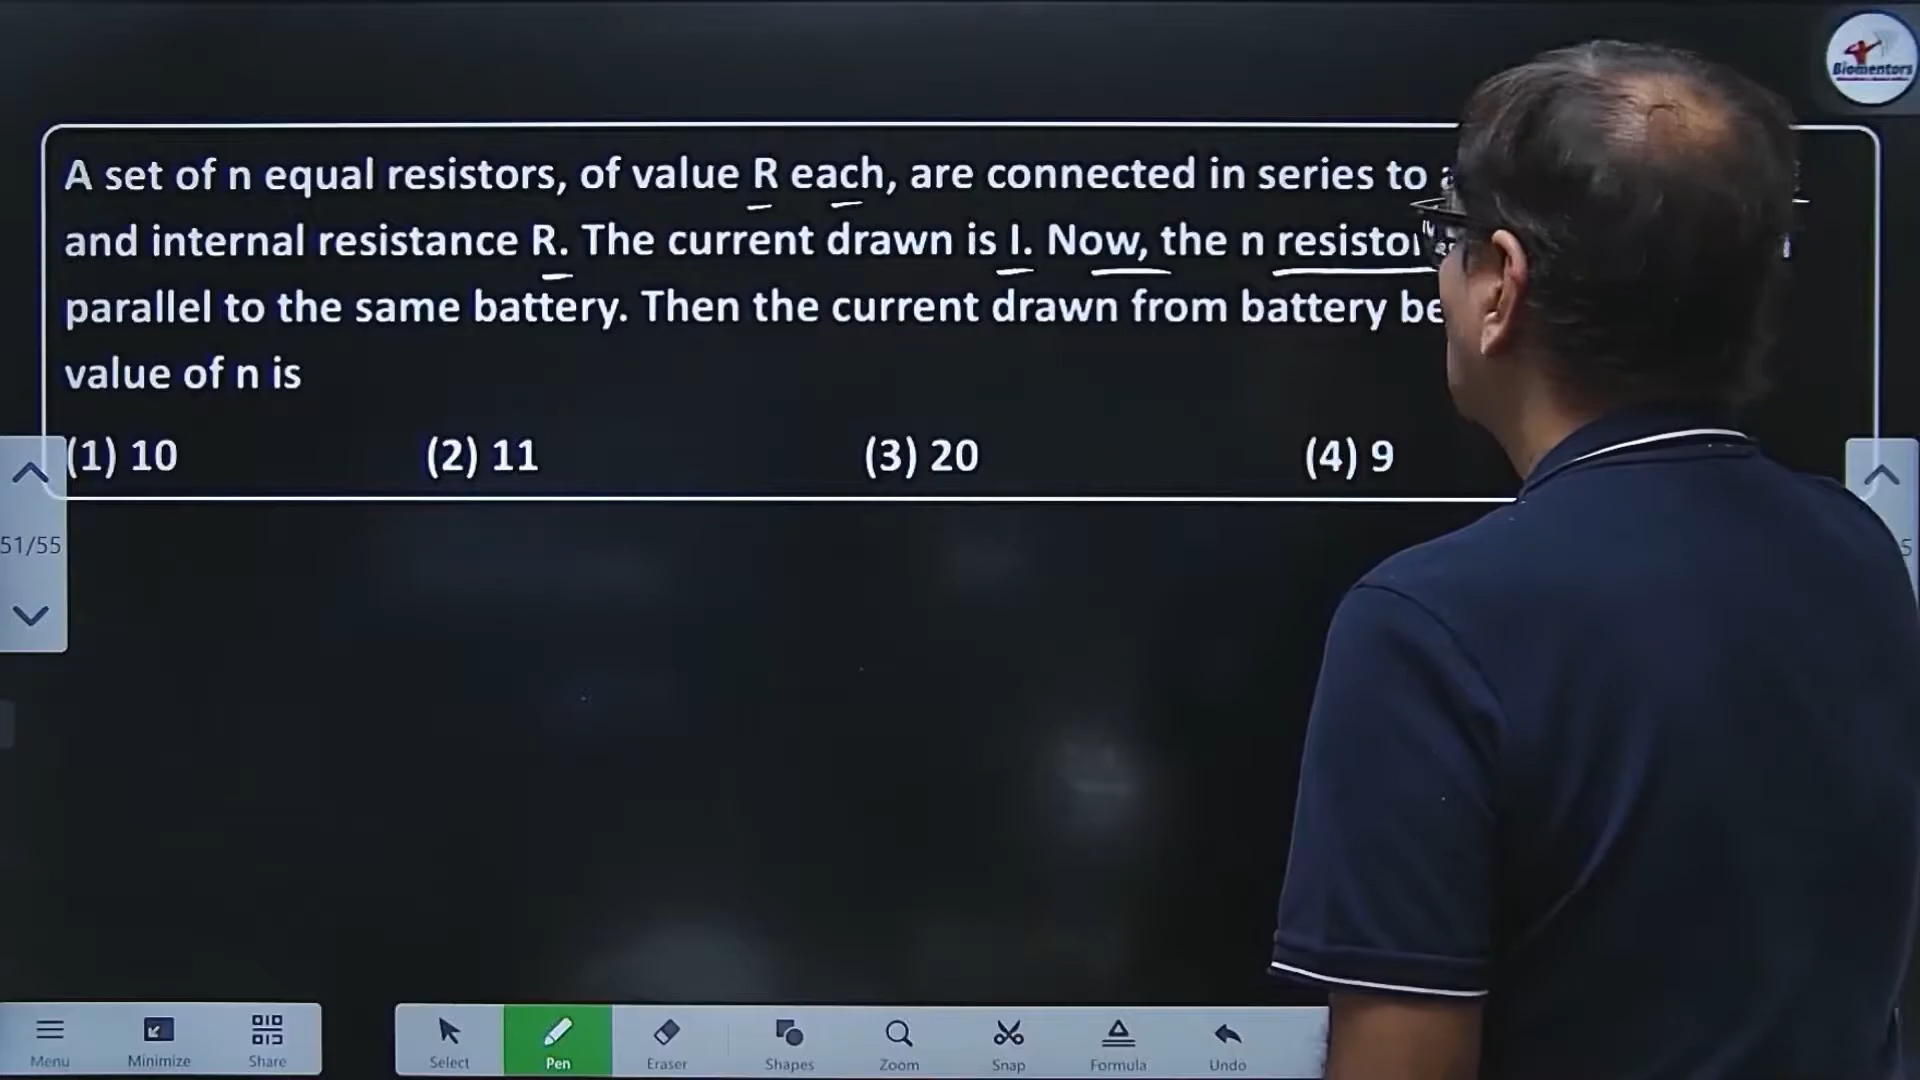 Biomentors
A set of n equal resistors, of value R each, are connected in series to
and internal resistance R. The current drawn is I. Now, the n
parallel to the same battery. Then the current drawn from battery
value of n is
(1) 10 (2) 11 (3) 20 (4) 9
51/55
Menu Minimize Share Select Pen Eraser Shapes Zoom Snap Formula Undo